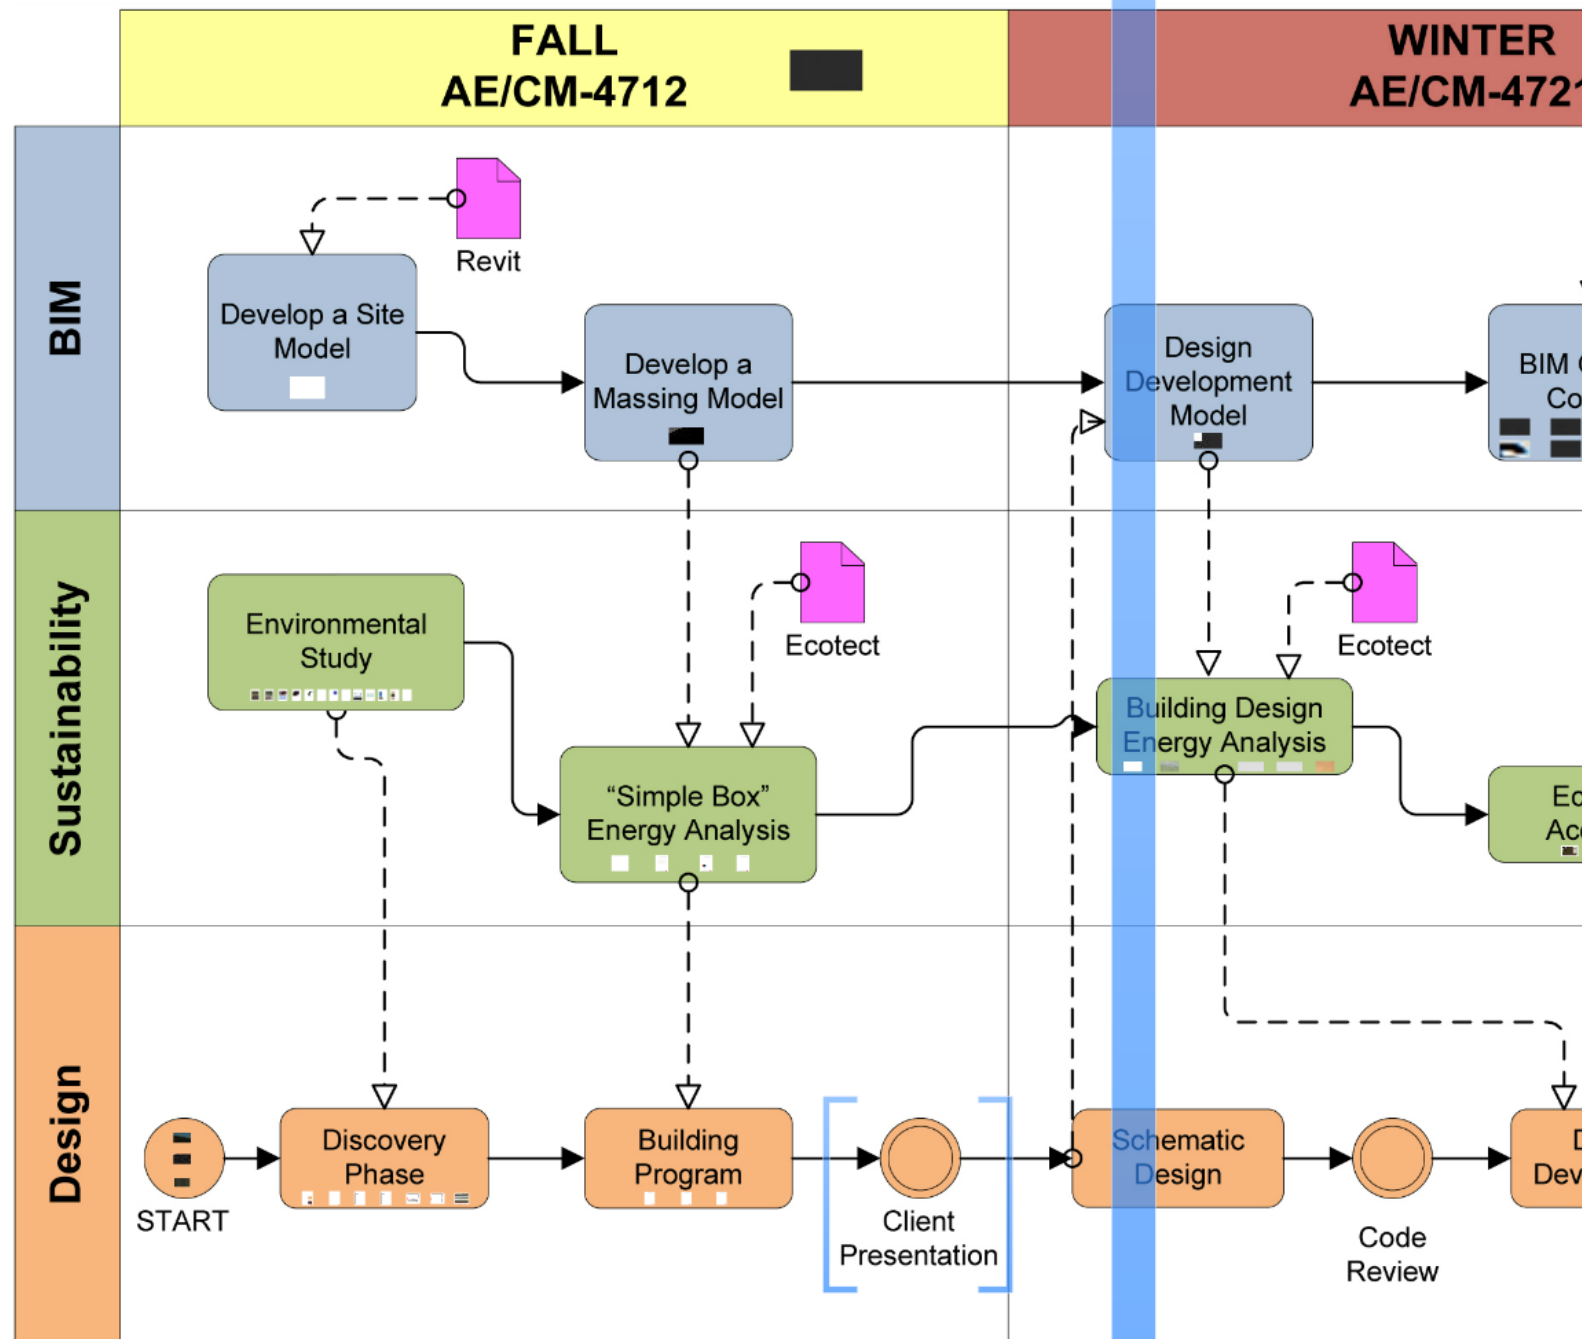 FALL
AE/CM-4712
WINTER
AE/CM-4721
BIM
Revit
Develop a Site
Model
Develop a
Massing Model
Design
Development
Model
BIM
Co
Sustainability
Environmental
Study
Ecotect
Ecotect
“Simple Box”
Energy Analysis
Building Design
Energy Analysis
Ec
Acc
Design
START
Discovery
Phase
Building
Program
Client
Presentation
Schematic
Design
Code
Review
D
Dev